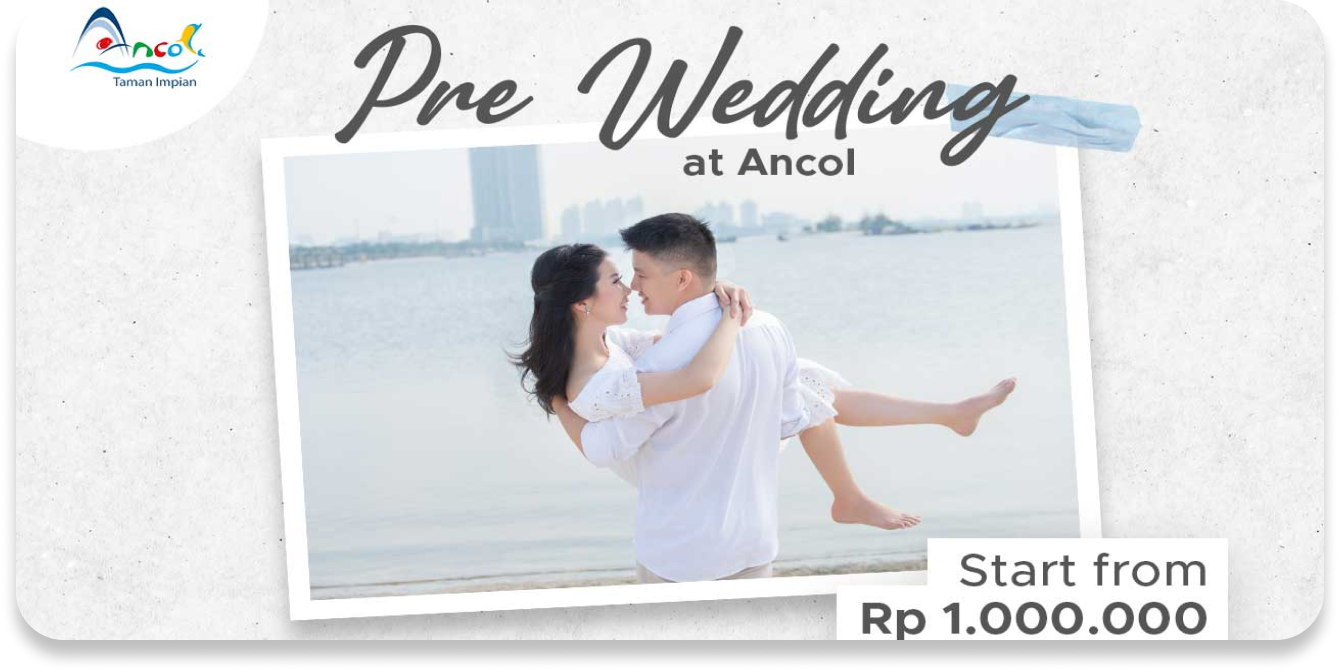 Ancol
Taman Impian
Pre Wedding
at Ancol
Start from
Rp 1.000.000